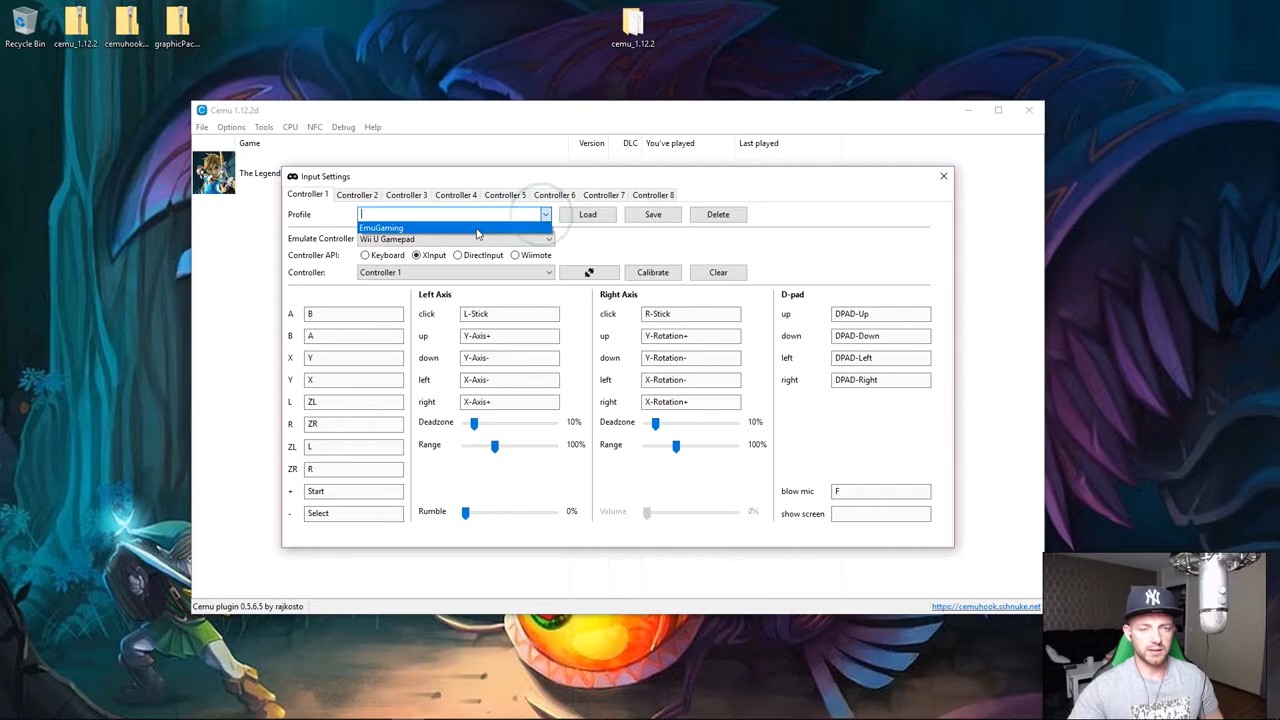 Recycle Bin
cemu_1.12.2
cemuhook...
graphicPac...
cemu_1.12.2
Cemu 1.12.2d
File Options Tools CPU NFC Debug Help
Game Version DLC You've played Last played
The Legend
Input Settings
Controller 1 Controller 2 Controller 3 Controller 4 Controller 5 Controller 6 Controller 7 Controller 8
Profile Load Save Delete
EmuGaming
Emulate Controller Wii U Gamepad
Controller API: Keyboard XInput DirectInput Wiimote
Controller: Controller 1 Calibrate Clear
Left Axis Right Axis D-pad
A B click L-Stick click R-Stick up DPAD-Up
B A up Y-Axis+ up Y-Rotation+ down DPAD-Down
X Y down Y-Axis- down Y-Rotation- left DPAD-Left
Y X left X-Axis- left X-Rotation- right DPAD-Right
L ZL right X-Axis+ right X-Rotation+
R ZR Deadzone 10% Deadzone 10%
ZL L Range 100% Range 100%
ZR R
+ Start blow mic F
- Select Rumble 0% Volume 0% show screen
Cemu plugin 0.5.6.5 by rajkosto https://cemuhook.sshnuke.net